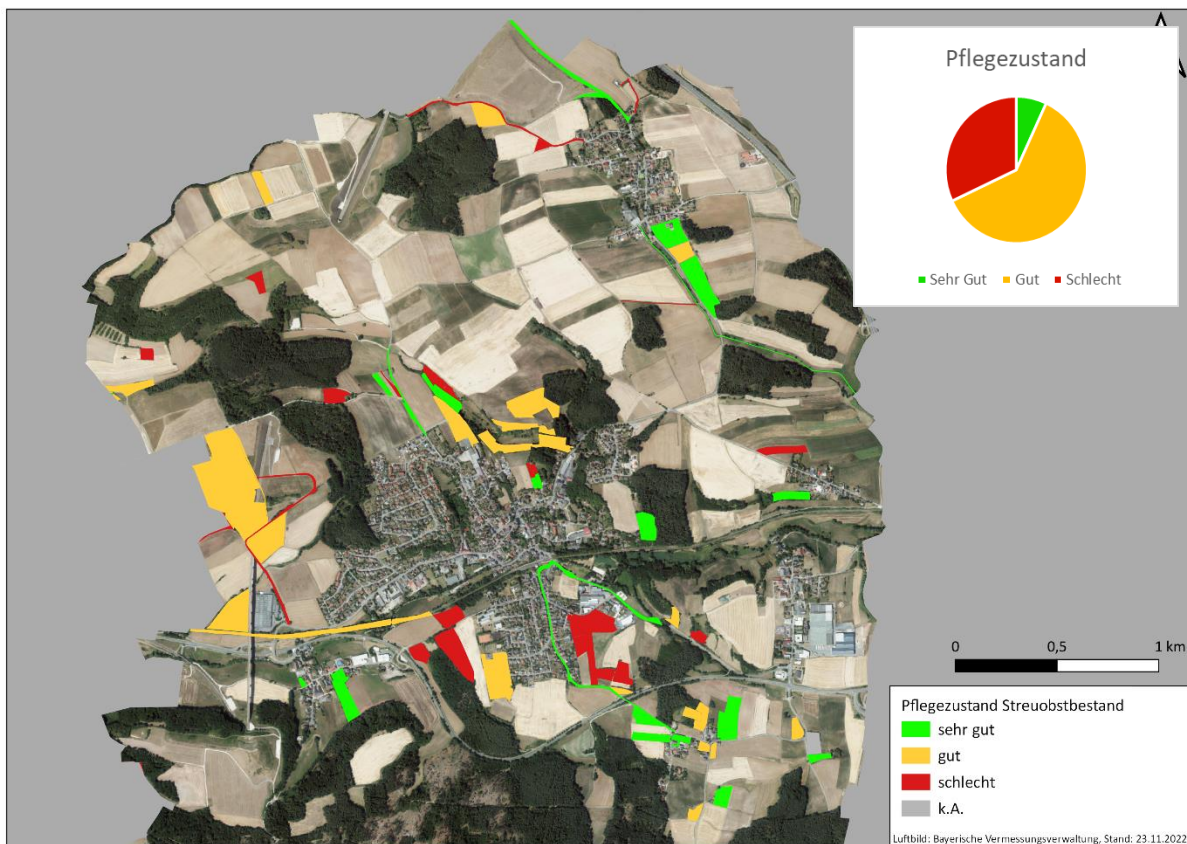 Pflegezustand
Sehr Gut
Gut
Schlecht
0
0,5
1 km
Pflegezustand Streuobstbestand
sehr gut
gut
schlecht
k.A.
Luftbild: Bayerische Vermessungsverwaltung, Stand: 23.11.2022